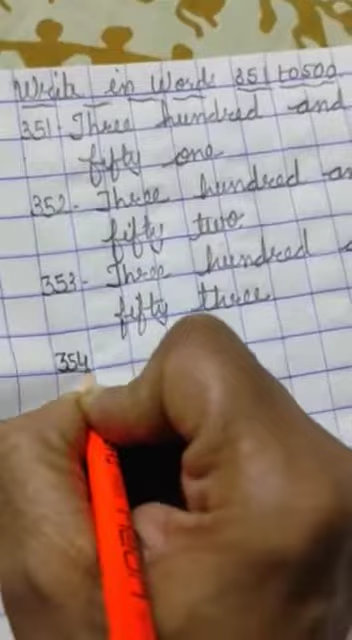 Write in Words 351 to 500
351. Three hundred and
fifty one
352. Three hundred an
fifty two.
353. Three hundred a
fifty three.
354